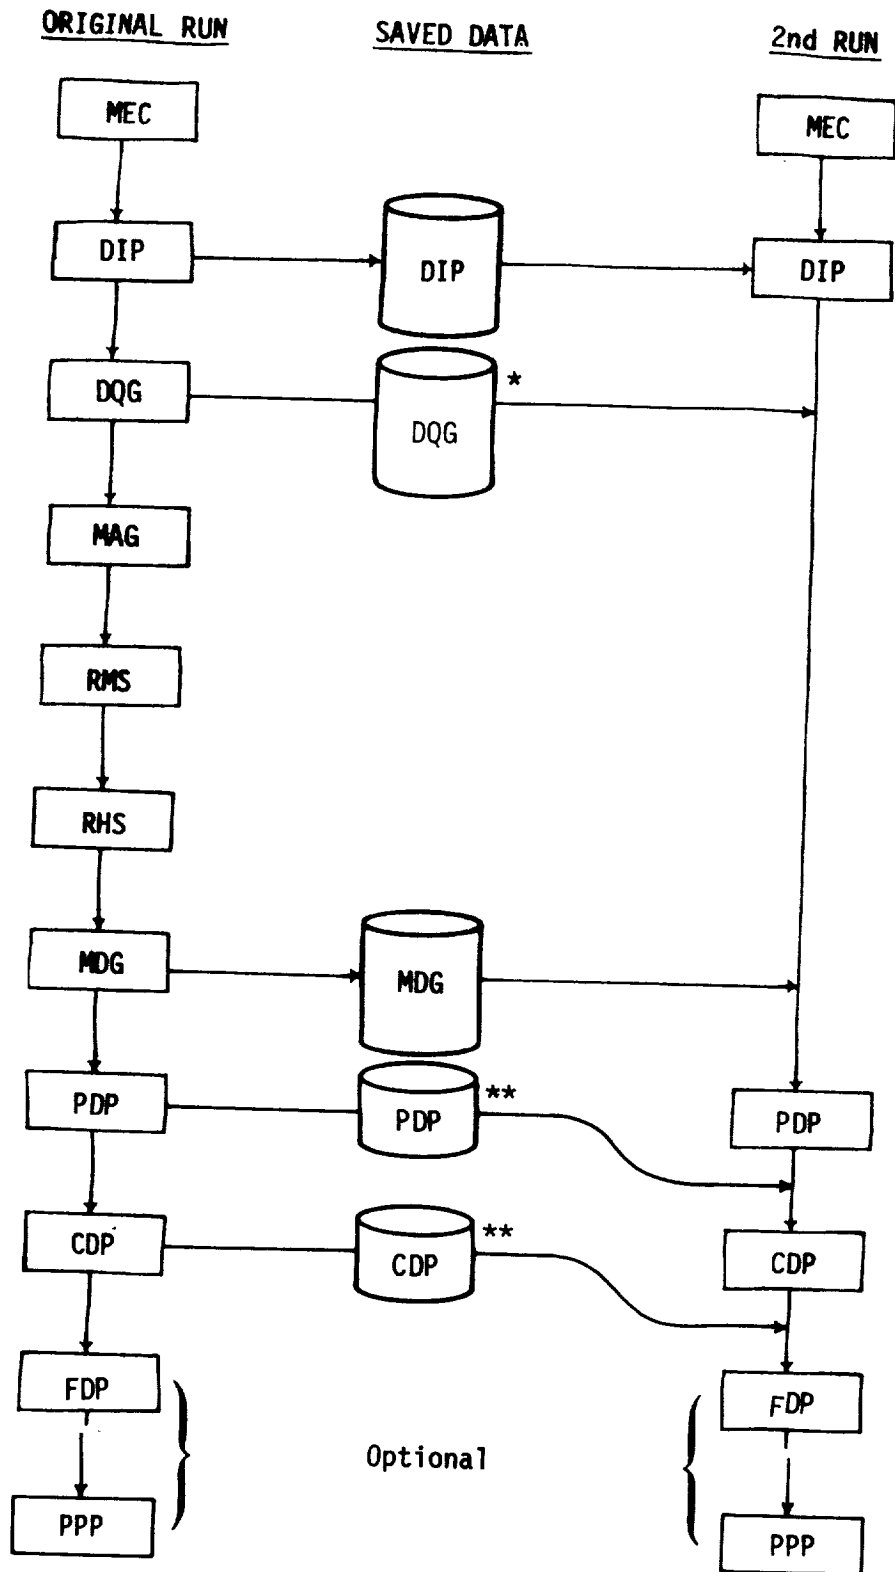 ORIGINAL RUN
SAVED DATA
2nd RUN
MEC
MEC
DIP
DIP
DIP
DQG
DQG
*
MAG
RMS
RHS
MDG
MDG
PDP
PDP
**
PDP
CDP
CDP
**
CDP
FDP
Optional
FDP
PPP
PPP